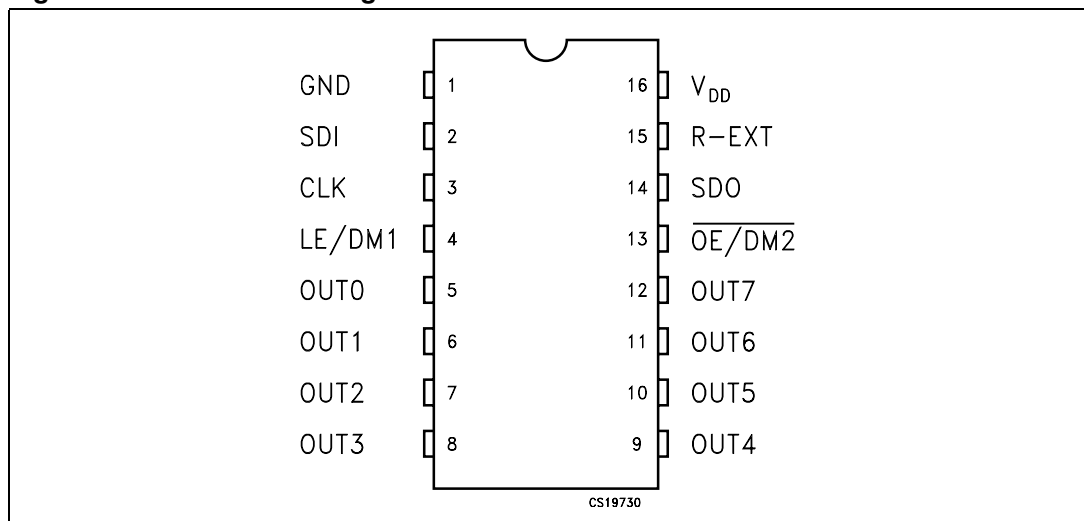 GND 1 16 VDD
SDI 2 15 R-EXT
CLK 3 14 SDO
LE/DM1 4 13 OE/DM2
OUT0 5 12 OUT7
OUT1 6 11 OUT6
OUT2 7 10 OUT5
OUT3 8 9 OUT4
CS19730